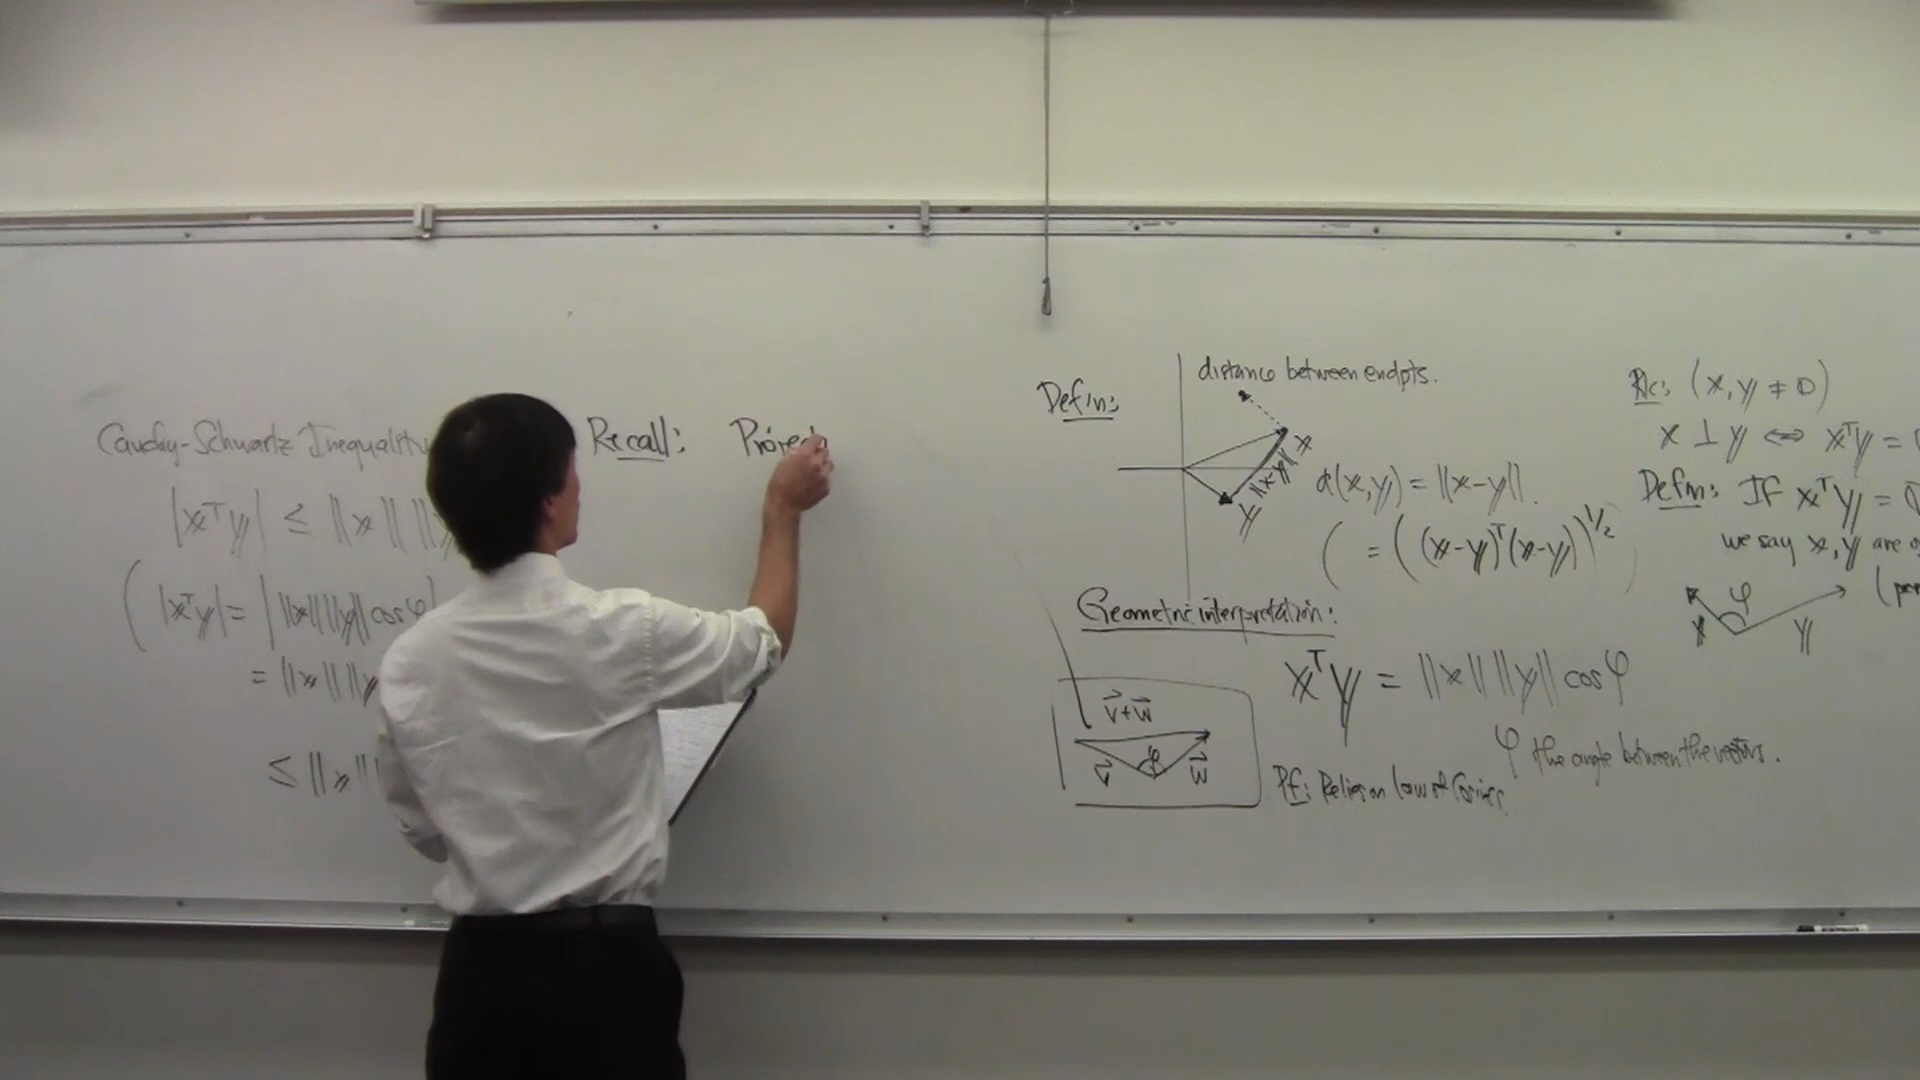 Cauchy-Schwartz Inequality
|xᵀy| ≤ ||x|| ||y
( |xᵀy| = | ||x|| ||y|| cos φ|
= ||x|| ||y
≤ ||x||
Recall:
Defn:
distance between endpts.
x
||x-y||
y
d(x,y) = ||x-y||.
( = ((x-y)ᵀ(x-y))^1/2 )
Geometric interpretation:
xᵀy = ||x|| ||y|| cos φ
φ the angle between the vectors.
v⃗+w⃗
φ
v⃗
w⃗
Pf: Relies on law of Cosines.
(x, y ≠ 0)
x ⊥ y ⇔ xᵀy = 0
Defn: If xᵀy = 0
we say x, y are
(per
φ
x
y